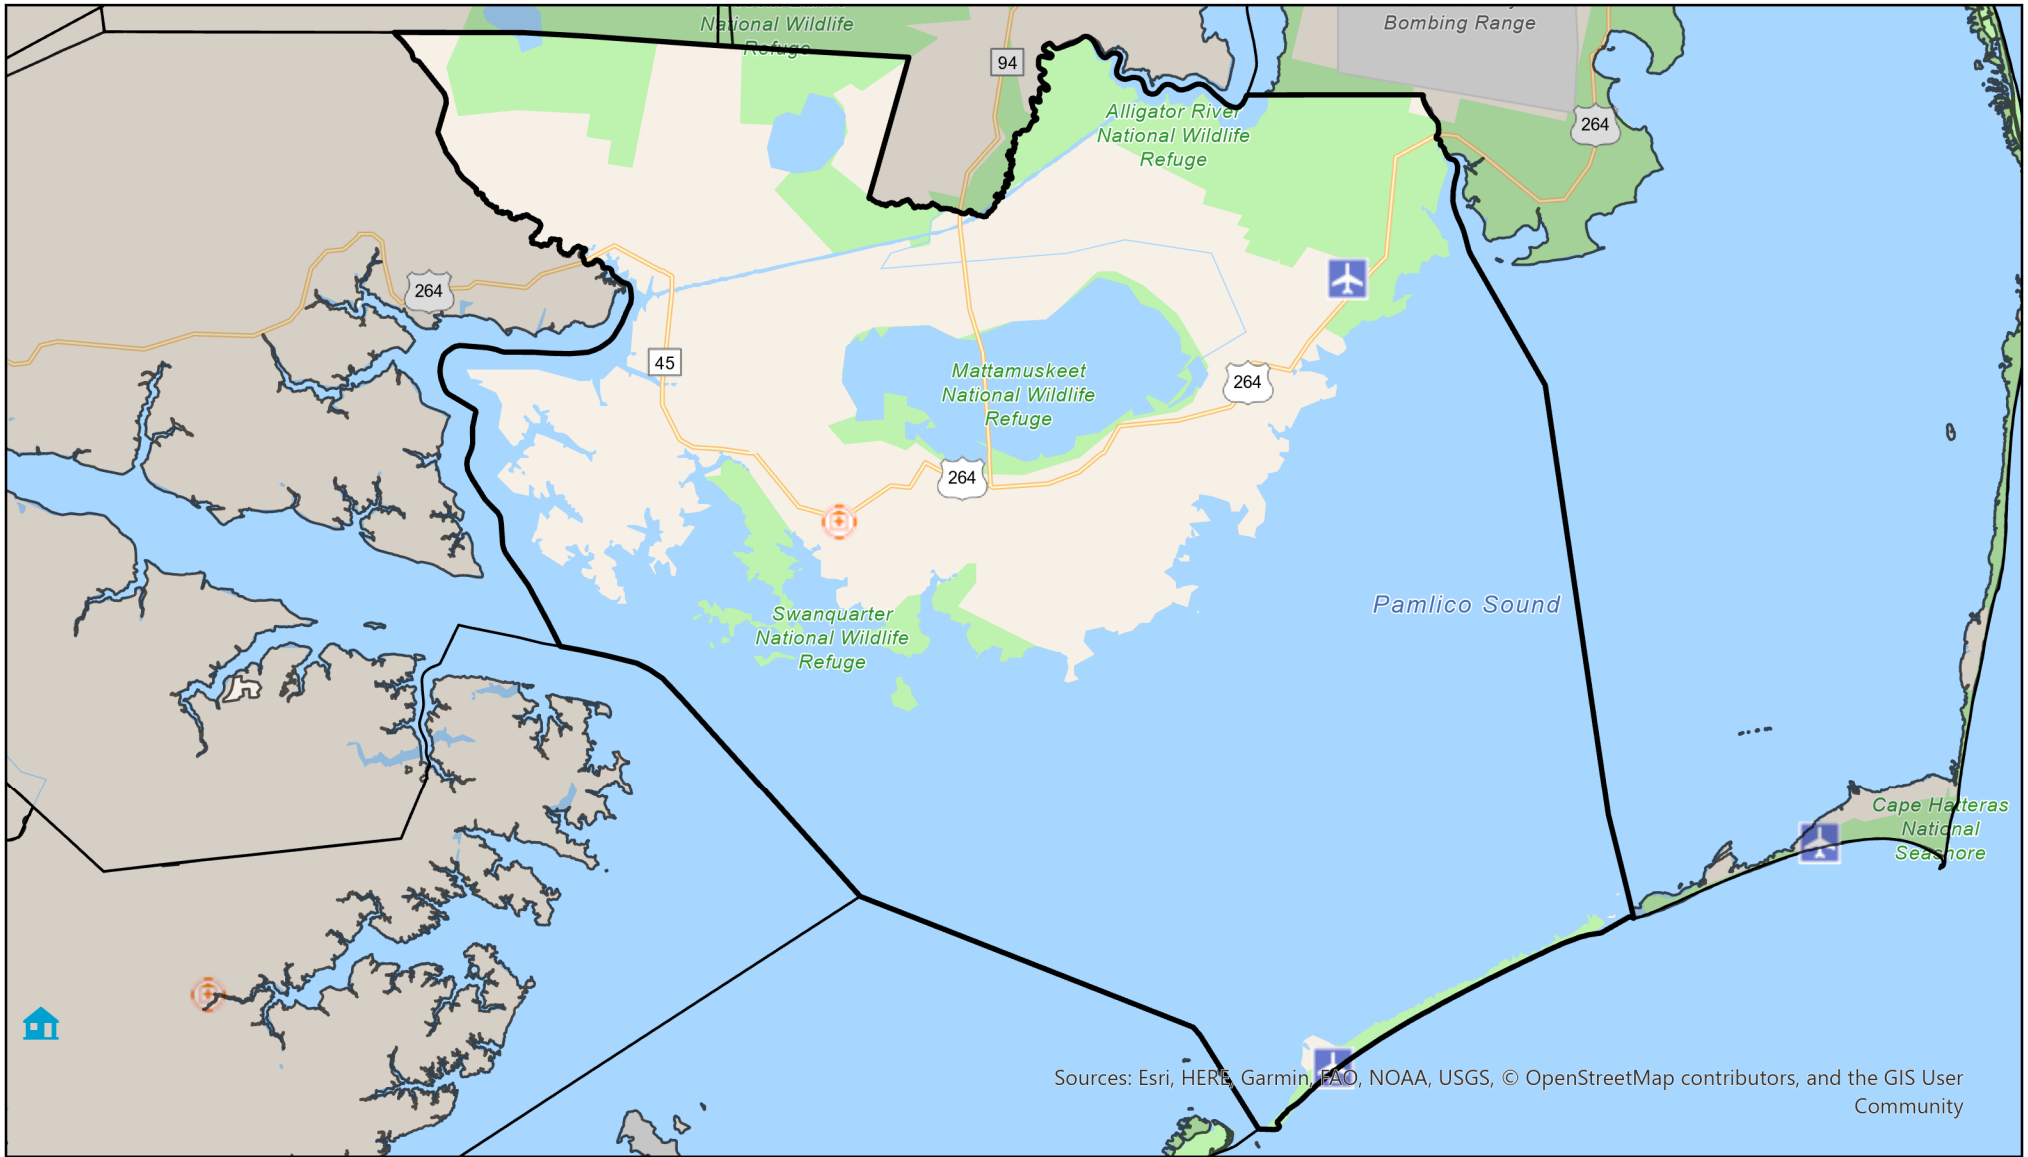 National Wildlife
Refuge
Bombing Range
94
264
Alligator River
National Wildlife
Refuge
264
45
Mattamuskeet
National Wildlife
Refuge
264
264
Pamlico Sound
Swanquarter
National Wildlife
Refuge
Cape Hatteras
National
Seashore
Sources: Esri, HERE, Garmin, FAO, NOAA, USGS, © OpenStreetMap contributors, and the GIS User
Community